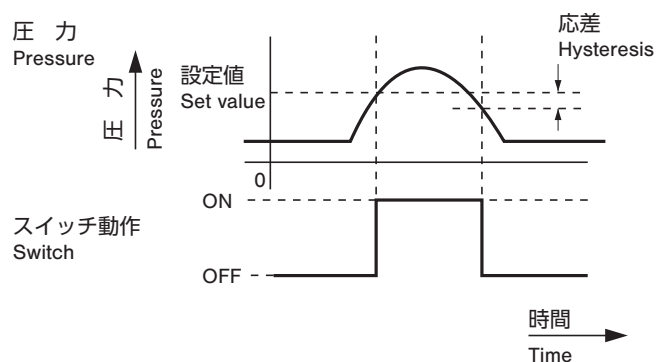 圧 力
Pressure
圧 力
Pressure
設定値
Set value
応差
Hysteresis
0
スイッチ動作
Switch
ON
OFF
時間
Time